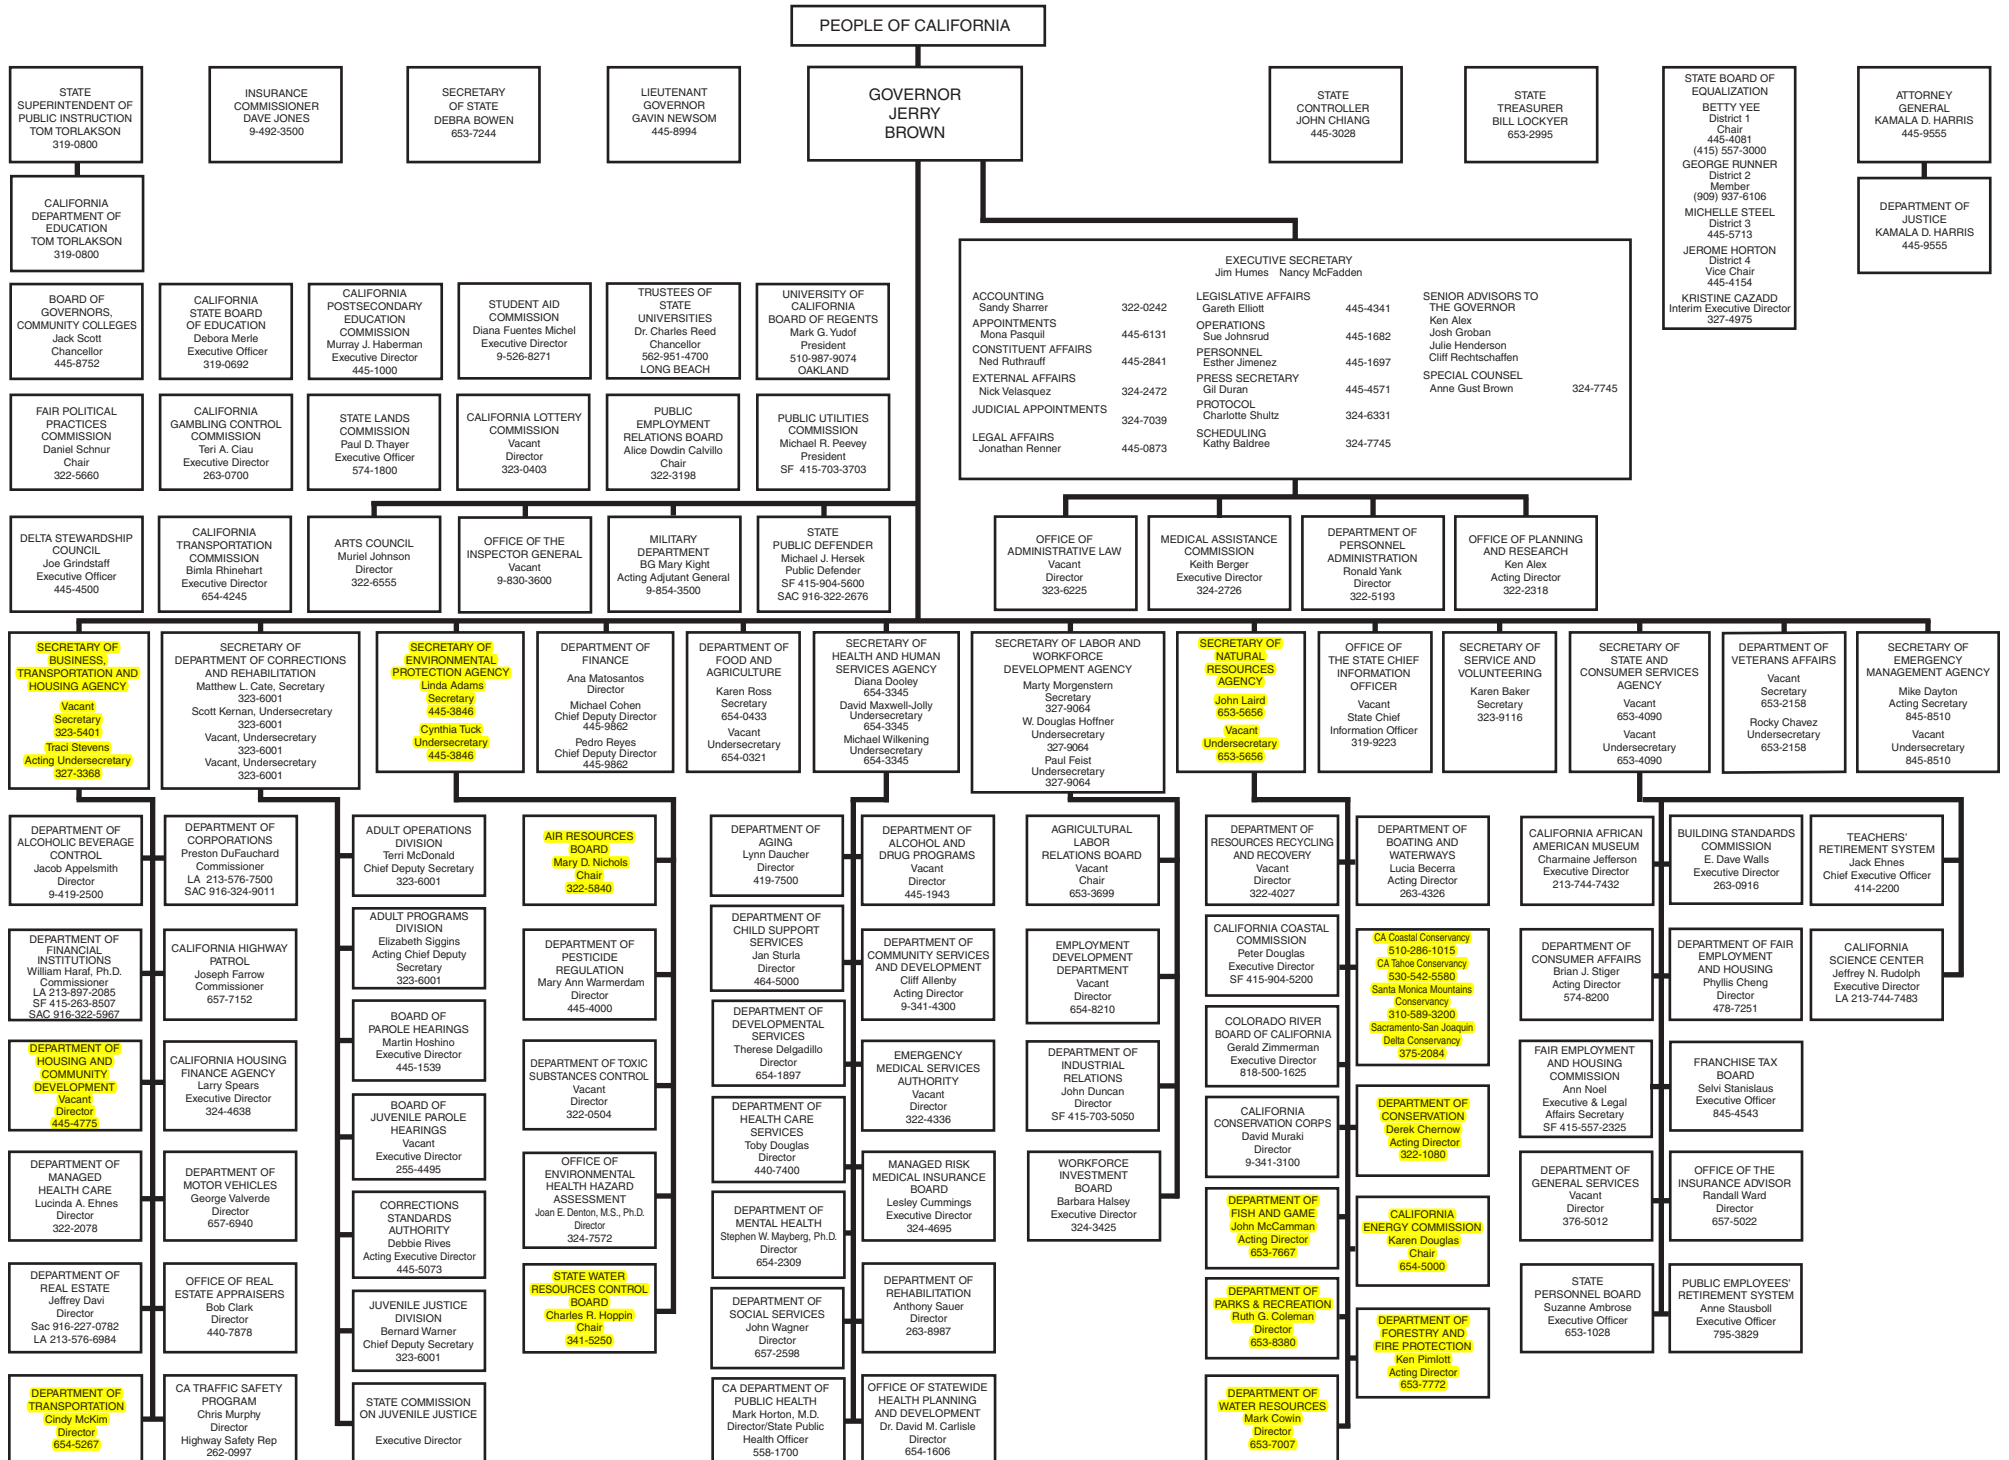 PEOPLE OF CALIFORNIA
STATE
SUPERINTENDENT OF
PUBLIC INSTRUCTION
TOM TORLAKSON
319-0800
INSURANCE
COMMISSIONER
DAVE JONES
9-492-3500
SECRETARY
OF STATE
DEBRA BOWEN
653-7244
LIEUTENANT
GOVERNOR
GAVIN NEWSOM
445-8994
GOVERNOR
JERRY
BROWN
STATE
CONTROLLER
JOHN CHIANG
445-3028
STATE
TREASURER
BILL LOCKYER
653-2995
STATE BOARD OF
EQUALIZATION
BETTY YEE
District 1
Chair
445-4081
(415) 557-3000
GEORGE RUNNER
District 2
Member
(909) 937-6106
MICHELLE STEEL
District 3
445-5713
JEROME HORTON
District 4
Vice Chair
445-4154
KRISTINE CAZADD
Interim Executive Director
327-4975
ATTORNEY
GENERAL
KAMALA D. HARRIS
445-9555
CALIFORNIA
DEPARTMENT OF
EDUCATION
TOM TORLAKSON
319-0800
DEPARTMENT OF
JUSTICE
KAMALA D. HARRIS
445-9555
EXECUTIVE SECRETARY
Jim Humes Nancy McFadden
ACCOUNTING
Sandy Sharrer 322-0242
APPOINTMENTS
Mona Pasquil 445-6131
CONSTITUENT AFFAIRS
Ned Ruthrauff 445-2841
EXTERNAL AFFAIRS
Nick Velasquez 324-2472
JUDICIAL APPOINTMENTS
324-7039
LEGAL AFFAIRS
Jonathan Renner 445-0873
LEGISLATIVE AFFAIRS
Gareth Elliott 445-4341
OPERATIONS
Sue Johnsrud 445-1682
PERSONNEL
Esther Jimenez 445-1697
PRESS SECRETARY
Gil Duran 445-4571
PROTOCOL
Charlotte Shultz 324-6331
SCHEDULING
Kathy Baldree 324-7745
SENIOR ADVISORS TO
THE GOVERNOR
Ken Alex
Josh Groban
Julie Henderson
Cliff Rechtschaffen
SPECIAL COUNSEL
Anne Gust Brown 324-7745
BOARD OF
GOVERNORS,
COMMUNITY COLLEGES
Jack Scott
Chancellor
445-8752
CALIFORNIA
STATE BOARD
OF EDUCATION
Debora Merle
Executive Officer
319-0692
CALIFORNIA
POSTSECONDARY
EDUCATION
COMMISSION
Murray J. Haberman
Executive Director
445-1000
STUDENT AID
COMMISSION
Diana Fuentes Michel
Executive Director
9-526-8271
TRUSTEES OF
STATE
UNIVERSITIES
Dr. Charles Reed
Chancellor
562-951-4700
LONG BEACH
UNIVERSITY OF
CALIFORNIA
BOARD OF REGENTS
Mark G. Yudof
President
510-987-9074
OAKLAND
FAIR POLITICAL
PRACTICES
COMMISSION
Daniel Schnur
Chair
322-5660
CALIFORNIA
GAMBLING CONTROL
COMMISSION
Teri A. Ciau
Executive Director
263-0700
STATE LANDS
COMMISSION
Paul D. Thayer
Executive Officer
574-1800
CALIFORNIA LOTTERY
COMMISSION
Vacant
Director
323-0403
PUBLIC
EMPLOYMENT
RELATIONS BOARD
Alice Dowdin Calvillo
Chair
322-3198
PUBLIC UTILITIES
COMMISSION
Michael R. Peevey
President
SF 415-703-3703
DELTA STEWARDSHIP
COUNCIL
Joe Grindstaff
Executive Officer
445-4500
CALIFORNIA
TRANSPORTATION
COMMISSION
Bimla Rhinehart
Executive Director
654-4245
ARTS COUNCIL
Muriel Johnson
Director
322-6555
OFFICE OF THE
INSPECTOR GENERAL
Vacant
9-830-3600
MILITARY
DEPARTMENT
BG Mary Kight
Acting Adjutant General
9-854-3500
STATE
PUBLIC DEFENDER
Michael J. Hersek
Public Defender
SF 415-904-5600
SAC 916-322-2676
OFFICE OF
ADMINISTRATIVE LAW
Vacant
Director
323-6225
MEDICAL ASSISTANCE
COMMISSION
Keith Berger
Executive Director
324-2726
DEPARTMENT OF
PERSONNEL
ADMINISTRATION
Ronald Yank
Director
322-5193
OFFICE OF PLANNING
AND RESEARCH
Ken Alex
Acting Director
322-2318
SECRETARY OF
BUSINESS,
TRANSPORTATION AND
HOUSING AGENCY
Vacant
Secretary
323-5401
Traci Stevens
Acting Undersecretary
327-3368
SECRETARY OF
DEPARTMENT OF CORRECTIONS
AND REHABILITATION
Matthew L. Cate, Secretary
323-6001
Scott Kernan, Undersecretary
323-6001
Vacant, Undersecretary
323-6001
Vacant, Undersecretary
323-6001
SECRETARY OF
ENVIRONMENTAL
PROTECTION AGENCY
Linda Adams
Secretary
445-3846
Cynthia Tuck
Undersecretary
445-3846
DEPARTMENT OF
FINANCE
Ana Matosantos
Director
Michael Cohen
Chief Deputy Director
445-9862
Pedro Reyes
Chief Deputy Director
445-9862
DEPARTMENT OF
FOOD AND
AGRICULTURE
Karen Ross
Secretary
654-0433
Vacant
Undersecretary
654-0321
SECRETARY OF
HEALTH AND HUMAN
SERVICES AGENCY
Diana Dooley
654-3345
David Maxwell-Jolly
Undersecretary
654-3345
Michael Wilkening
Undersecretary
654-3345
SECRETARY OF LABOR AND
WORKFORCE
DEVELOPMENT AGENCY
Marty Morgenstern
Secretary
327-9064
W. Douglas Hoffner
Undersecretary
327-9064
Paul Feist
Undersecretary
327-9064
SECRETARY OF
NATURAL
RESOURCES
AGENCY
John Laird
653-5656
Vacant
Undersecretary
653-5656
OFFICE OF
THE STATE CHIEF
INFORMATION
OFFICER
Vacant
State Chief
Information Officer
319-9223
SECRETARY OF
SERVICE AND
VOLUNTEERING
Karen Baker
Secretary
323-9116
SECRETARY OF
STATE AND
CONSUMER SERVICES
AGENCY
Vacant
653-4090
Vacant
Undersecretary
653-4090
DEPARTMENT OF
VETERANS AFFAIRS
Vacant
Secretary
653-2158
Rocky Chavez
Undersecretary
653-2158
SECRETARY OF
EMERGENCY
MANAGEMENT AGENCY
Mike Dayton
Acting Secretary
845-8510
Vacant
Undersecretary
845-8510
DEPARTMENT OF
ALCOHOLIC BEVERAGE
CONTROL
Jacob Appelsmith
Director
9-419-2500
DEPARTMENT OF
CORPORATIONS
Preston DuFauchard
Commissioner
LA 213-576-7500
SAC 916-324-9011
DEPARTMENT OF
FINANCIAL
INSTITUTIONS
William Haraf, Ph.D.
Commissioner
LA 213-897-2085
SF 415-263-8507
SAC 916-322-5967
CALIFORNIA HIGHWAY
PATROL
Joseph Farrow
Commissioner
657-7152
DEPARTMENT OF
HOUSING AND
COMMUNITY
DEVELOPMENT
Vacant
Director
445-4775
CALIFORNIA HOUSING
FINANCE AGENCY
Larry Spears
Executive Director
324-4638
DEPARTMENT OF
MANAGED
HEALTH CARE
Lucinda A. Ehnes
Director
322-2078
DEPARTMENT OF
MOTOR VEHICLES
George Valverde
Director
657-6940
DEPARTMENT OF
REAL ESTATE
Jeffrey Davi
Director
Sac 916-227-0782
LA 213-576-6984
OFFICE OF REAL
ESTATE APPRAISERS
Bob Clark
Director
440-7878
DEPARTMENT OF
TRANSPORTATION
Cindy McKim
Director
654-5267
CA TRAFFIC SAFETY
PROGRAM
Chris Murphy
Director
Highway Safety Rep
262-0997
ADULT OPERATIONS
DIVISION
Terri McDonald
Chief Deputy Secretary
323-6001
ADULT PROGRAMS
DIVISION
Elizabeth Siggins
Acting Chief Deputy
Secretary
323-6001
BOARD OF
PAROLE HEARINGS
Martin Hoshino
Executive Director
445-1539
BOARD OF
JUVENILE PAROLE
HEARINGS
Vacant
Executive Director
255-4495
CORRECTIONS
STANDARDS
AUTHORITY
Debbie Rives
Acting Executive Director
445-5073
JUVENILE JUSTICE
DIVISION
Bernard Warner
Chief Deputy Secretary
323-6001
STATE COMMISSION
ON JUVENILE JUSTICE
Executive Director
AIR RESOURCES
BOARD
Mary D. Nichols
Chair
322-5840
DEPARTMENT OF
PESTICIDE
REGULATION
Mary Ann Warmerdam
Director
445-4000
DEPARTMENT OF TOXIC
SUBSTANCES CONTROL
Vacant
Director
322-0504
OFFICE OF
ENVIRONMENTAL
HEALTH HAZARD
ASSESSMENT
Joan E. Denton, M.S., Ph.D.
Director
324-7572
STATE WATER
RESOURCES CONTROL
BOARD
Charles R. Hoppin
Chair
341-5250
DEPARTMENT OF
AGING
Lynn Daucher
Director
419-7500
DEPARTMENT OF
ALCOHOL AND
DRUG PROGRAMS
Vacant
Director
445-1943
DEPARTMENT OF
CHILD SUPPORT
SERVICES
Jan Sturla
Director
464-5000
DEPARTMENT OF
COMMUNITY SERVICES
AND DEVELOPMENT
Cliff Allenby
Acting Director
9-341-4300
DEPARTMENT OF
DEVELOPMENTAL
SERVICES
Therese Delgadillo
Director
654-1897
EMERGENCY
MEDICAL SERVICES
AUTHORITY
Vacant
Director
322-4336
DEPARTMENT OF
HEALTH CARE
SERVICES
Toby Douglas
Director
440-7400
MANAGED RISK
MEDICAL INSURANCE
BOARD
Lesley Cummings
Executive Director
324-4695
DEPARTMENT OF
MENTAL HEALTH
Stephen W. Mayberg, Ph.D.
Director
654-2309
DEPARTMENT OF
REHABILITATION
Anthony Sauer
Director
263-8987
DEPARTMENT OF
SOCIAL SERVICES
John Wagner
Director
657-2598
CA DEPARTMENT OF
PUBLIC HEALTH
Mark Horton, M.D.
Director/State Public
Health Officer
558-1700
OFFICE OF STATEWIDE
HEALTH PLANNING
AND DEVELOPMENT
Dr. David M. Carlisle
Director
654-1606
AGRICULTURAL
LABOR
RELATIONS BOARD
Vacant
Chair
653-3699
EMPLOYMENT
DEVELOPMENT
DEPARTMENT
Vacant
Director
654-8210
DEPARTMENT OF
INDUSTRIAL
RELATIONS
John Duncan
Director
SF 415-703-5050
WORKFORCE
INVESTMENT
BOARD
Barbara Halsey
Executive Director
324-3425
DEPARTMENT OF
RESOURCES RECYCLING
AND RECOVERY
Vacant
Director
322-4027
DEPARTMENT OF
BOATING AND
WATERWAYS
Lucia Becerra
Acting Director
263-4326
CALIFORNIA COASTAL
COMMISSION
Peter Douglas
Executive Director
SF 415-904-5200
CA Coastal Conservancy
510-286-1015
CA Tahoe Conservancy
530-542-5580
Santa Monica Mountains
Conservancy
310-589-3200
Sacramento-San Joaquin
Delta Conservancy
375-2084
COLORADO RIVER
BOARD OF CALIFORNIA
Gerald Zimmerman
Executive Director
818-500-1625
CALIFORNIA
CONSERVATION CORPS
David Muraki
Director
9-341-3100
DEPARTMENT OF
CONSERVATION
Derek Chernow
Acting Director
322-1080
DEPARTMENT OF
FISH AND GAME
John McCamman
Acting Director
653-7667
CALIFORNIA
ENERGY COMMISSION
Karen Douglas
Chair
654-5000
DEPARTMENT OF
PARKS & RECREATION
Ruth G. Coleman
Director
653-8380
DEPARTMENT OF
FORESTRY AND
FIRE PROTECTION
Ken Pimlott
Acting Director
653-7772
DEPARTMENT OF
WATER RESOURCES
Mark Cowin
Director
653-7007
CALIFORNIA AFRICAN
AMERICAN MUSEUM
Charmaine Jefferson
Executive Director
213-744-7432
BUILDING STANDARDS
COMMISSION
E. Dave Walls
Executive Director
263-0916
TEACHERS'
RETIREMENT SYSTEM
Jack Ehnes
Chief Executive Officer
414-2200
DEPARTMENT OF
CONSUMER AFFAIRS
Brian J. Stiger
Acting Director
574-8200
DEPARTMENT OF FAIR
EMPLOYMENT
AND HOUSING
Phyllis Cheng
Director
478-7251
CALIFORNIA
SCIENCE CENTER
Jeffrey N. Rudolph
Executive Director
LA 213-744-7483
FAIR EMPLOYMENT
AND HOUSING
COMMISSION
Ann Noel
Executive & Legal
Affairs Secretary
SF 415-557-2325
FRANCHISE TAX
BOARD
Selvi Stanislaus
Executive Officer
845-4543
DEPARTMENT OF
GENERAL SERVICES
Vacant
Director
376-5012
OFFICE OF THE
INSURANCE ADVISOR
Randall Ward
Director
657-5022
STATE
PERSONNEL BOARD
Suzanne Ambrose
Executive Officer
653-1028
PUBLIC EMPLOYEES'
RETIREMENT SYSTEM
Anne Stausboll
Executive Officer
795-3829